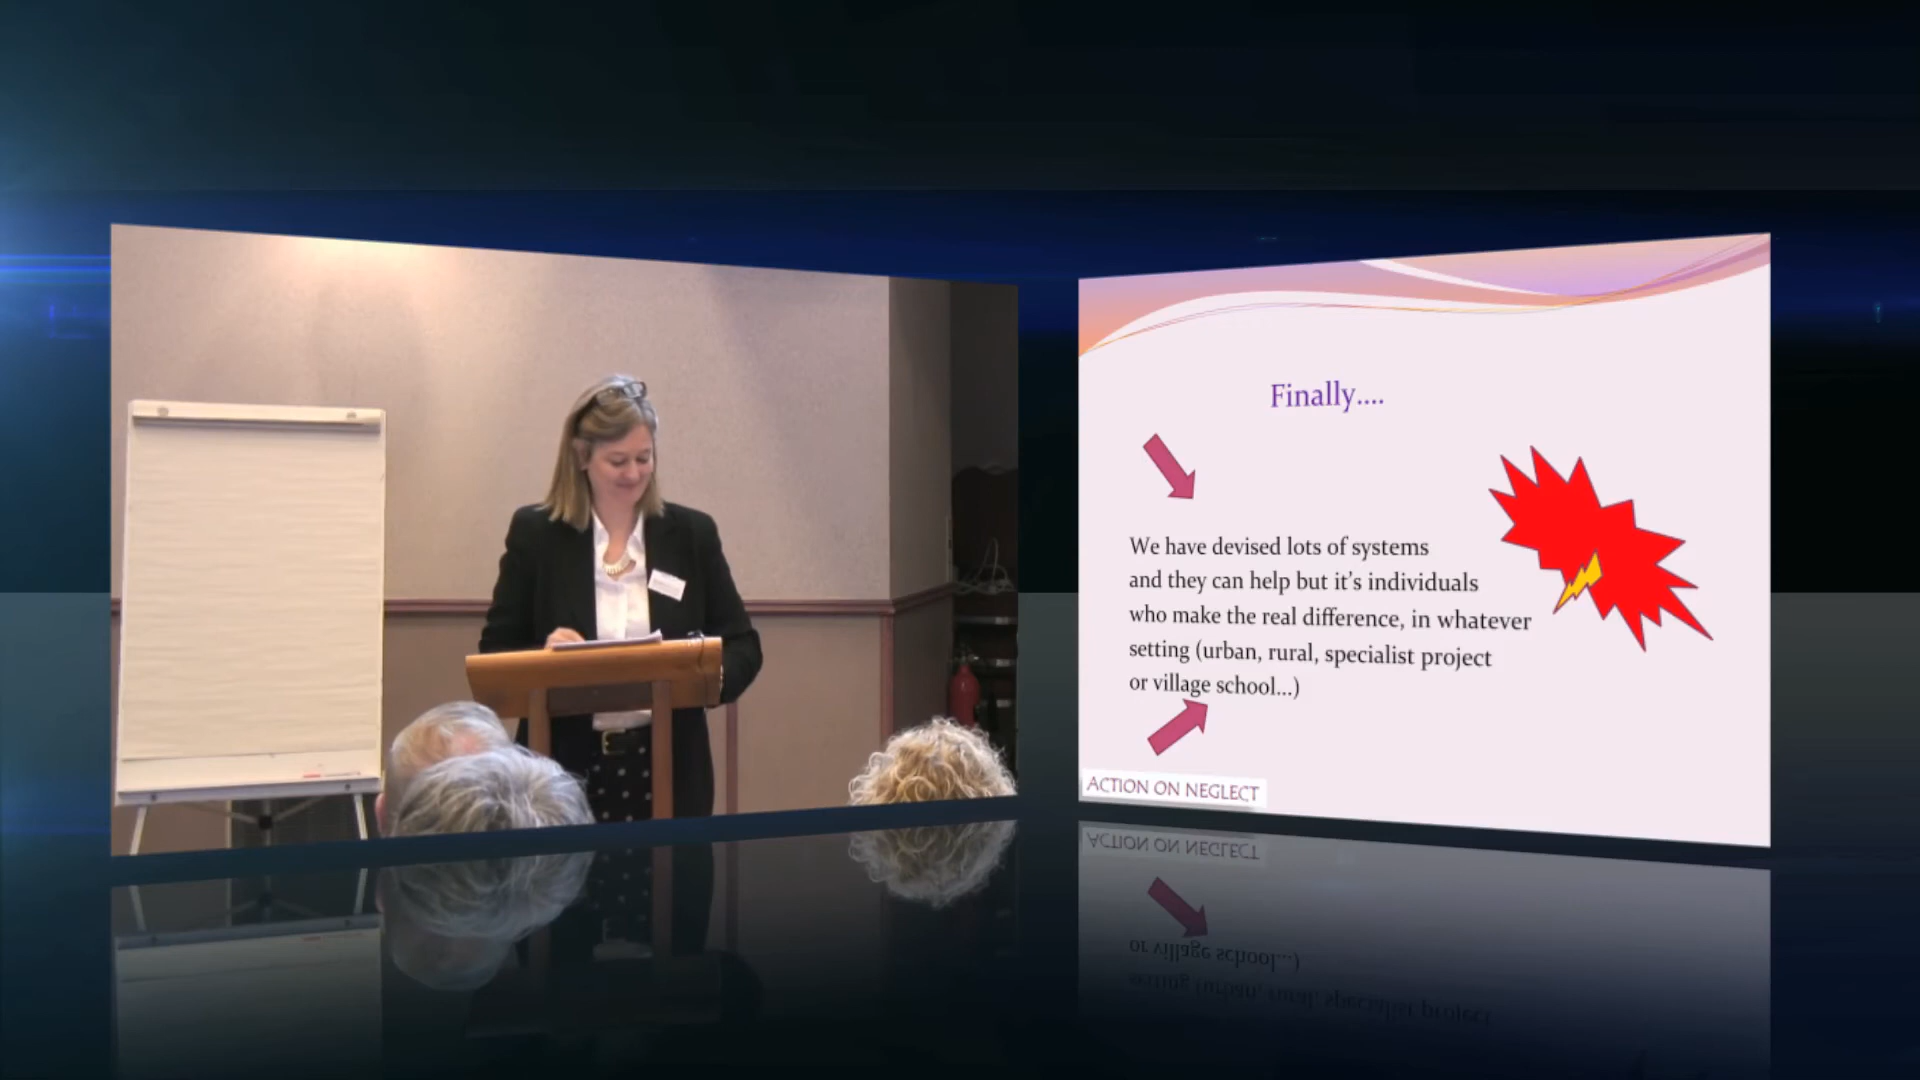 Finally....
We have devised lots of systems
and they can help but it's individuals
who make the real difference, in whatever
setting (urban, rural, specialist project
or village school...)
ACTION ON NEGLECT